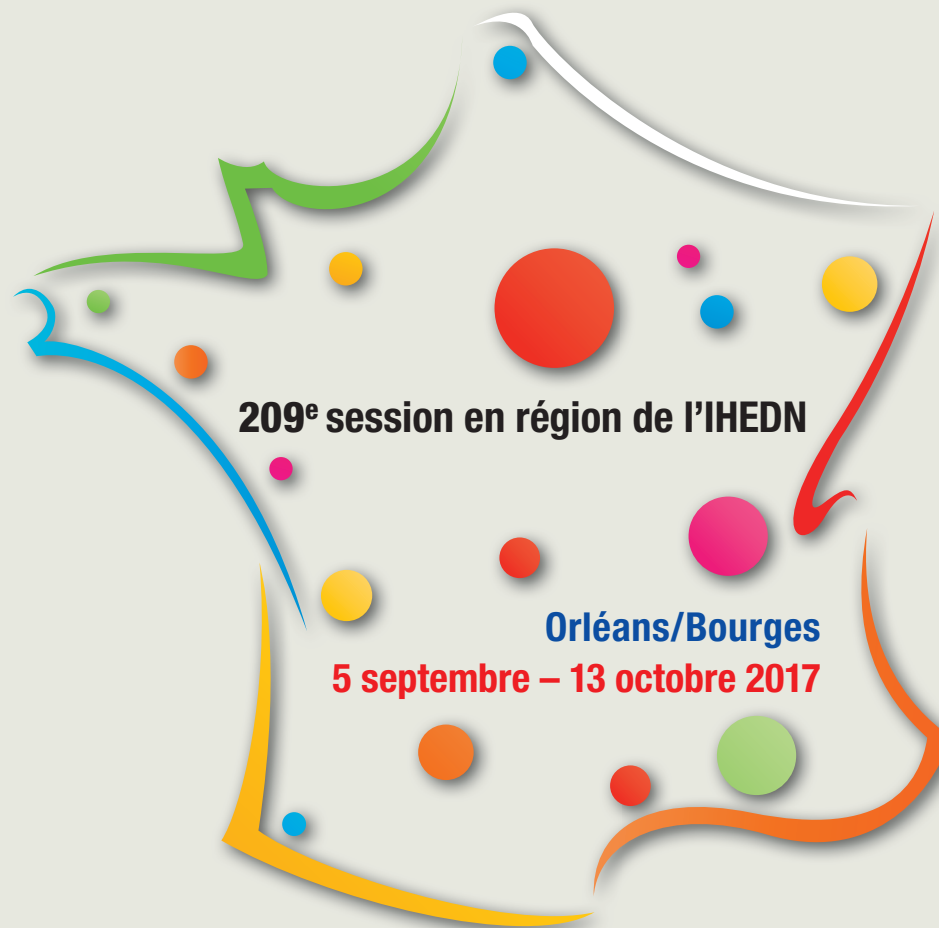 209e session en région de l’IHEDN
Orléans/Bourges
5 septembre – 13 octobre 2017